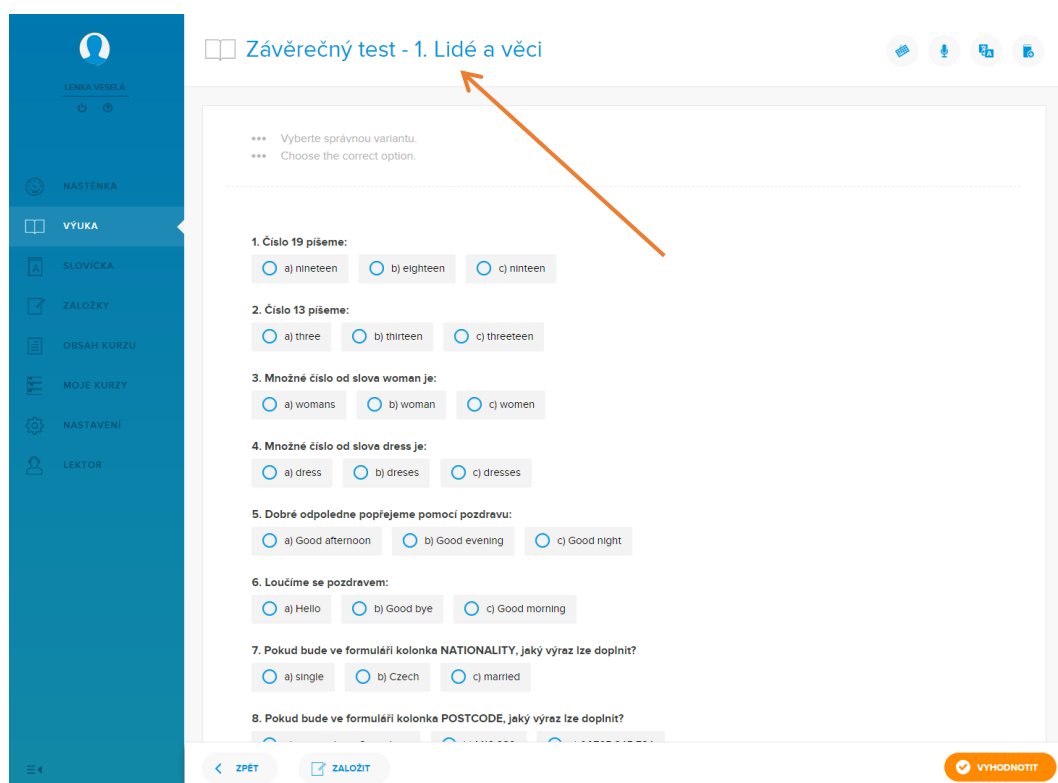 LENKA VESELÁ
NÁSTĚNKA
VÝUKA
SLOVÍČKA
ZÁLOŽKY
OBSAH KURZU
MOJE KURZY
NASTAVENÍ
LEKTOR
Závěrečný test - 1. Lidé a věci
Vyberte správnou variantu.
Choose the correct option.
1. Číslo 19 píšeme:
a) nineteen b) eighteen c) ninteen
2. Číslo 13 píšeme:
a) three b) thirteen c) threeteen
3. Množné číslo od slova woman je:
a) womans b) woman c) women
4. Množné číslo od slova dress je:
a) dress b) dreses c) dresses
5. Dobré odpoledne popřejeme pomocí pozdravu:
a) Good afternoon b) Good evening c) Good night
6. Loučíme se pozdravem:
a) Hello b) Good bye c) Good morning
7. Pokud bude ve formuláři kolonka NATIONALITY, jaký výraz lze doplnit?
a) single b) Czech c) married
8. Pokud bude ve formuláři kolonka POSTCODE, jaký výraz lze doplnit?
ZPĚT ZALOŽIT VYHODNOTIT